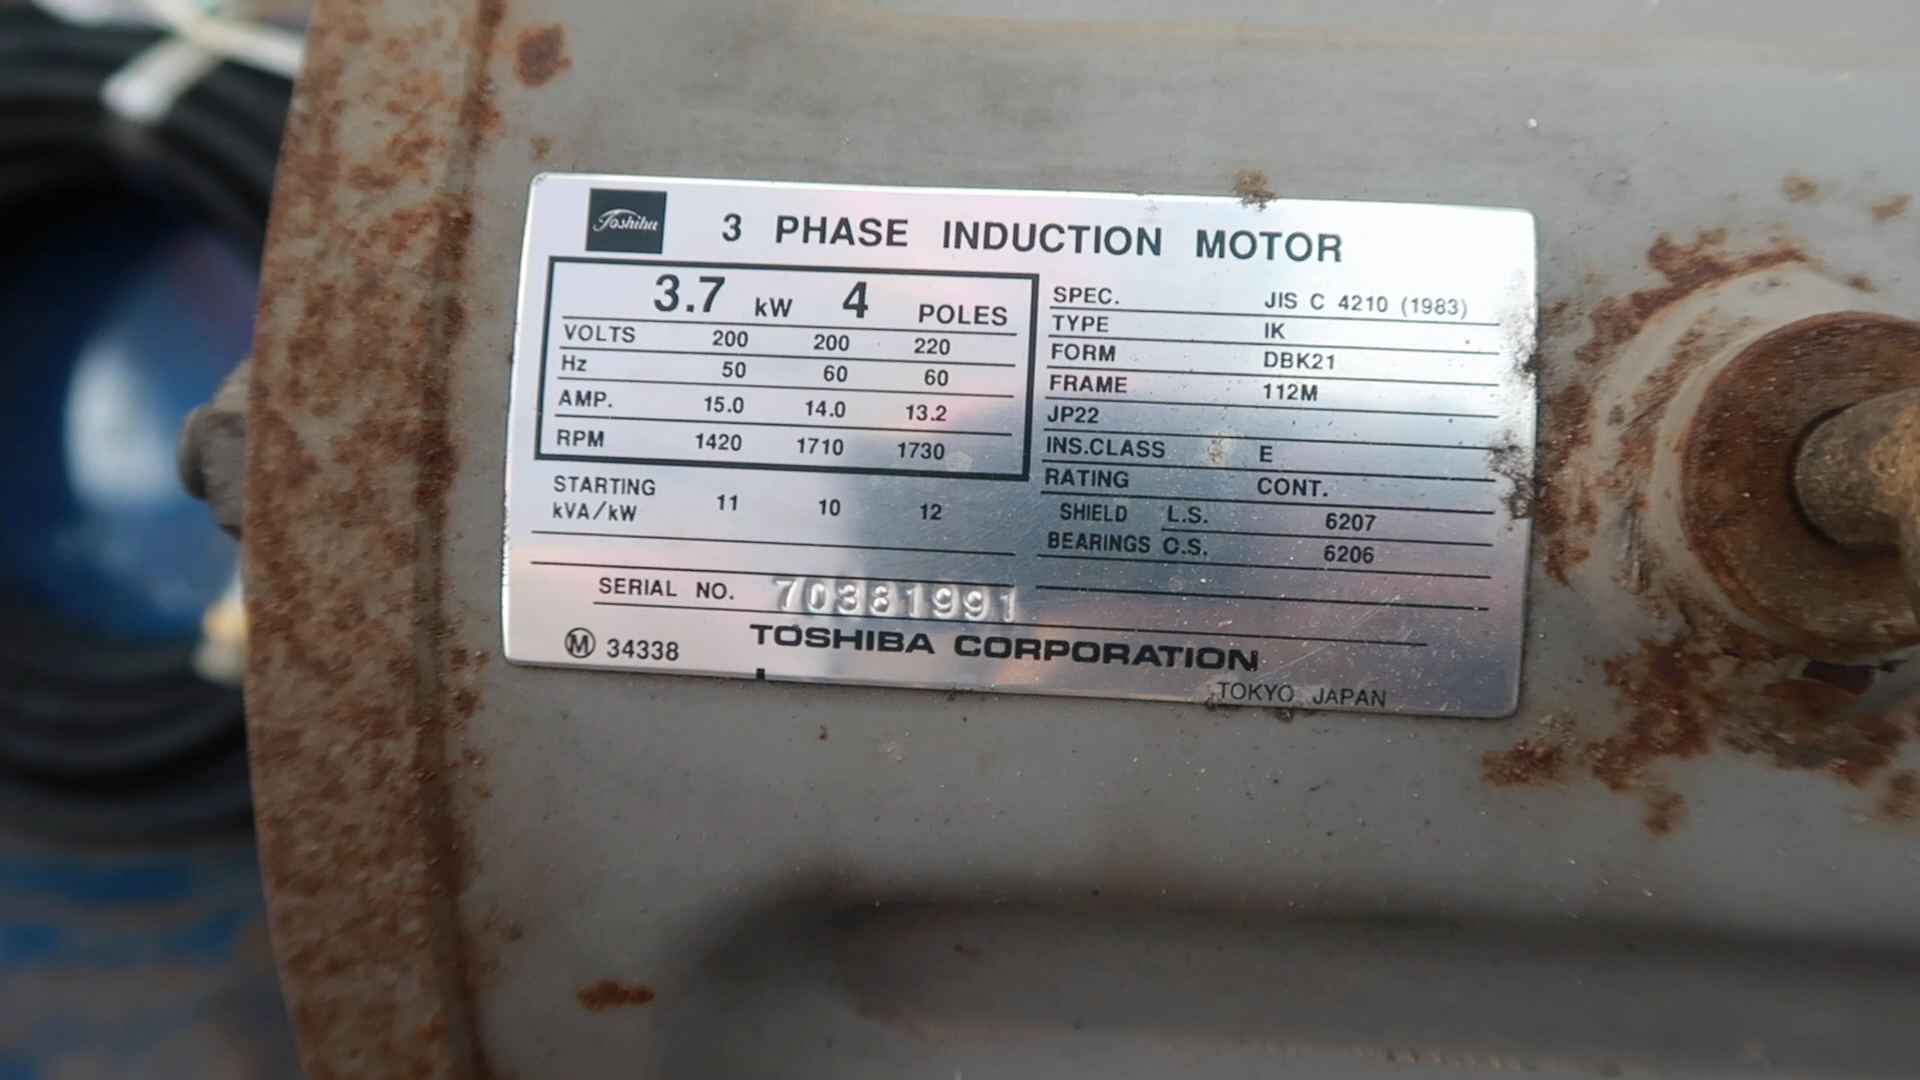 Toshiba 3 PHASE INDUCTION MOTOR
3.7 kW 4 POLES
VOLTS 200 200 220
Hz 50 60 60
AMP. 15.0 14.0 13.2
RPM 1420 1710 1730
STARTING
kVA/kW 11 10 12
SPEC. JIS C 4210 (1983)
TYPE IK
FORM DBK21
FRAME 112M
JP22
INS.CLASS E
RATING CONT.
SHIELD L.S. 6207
BEARINGS O.S. 6206
SERIAL NO. 70381991
M 34338 TOSHIBA CORPORATION
TOKYO JAPAN